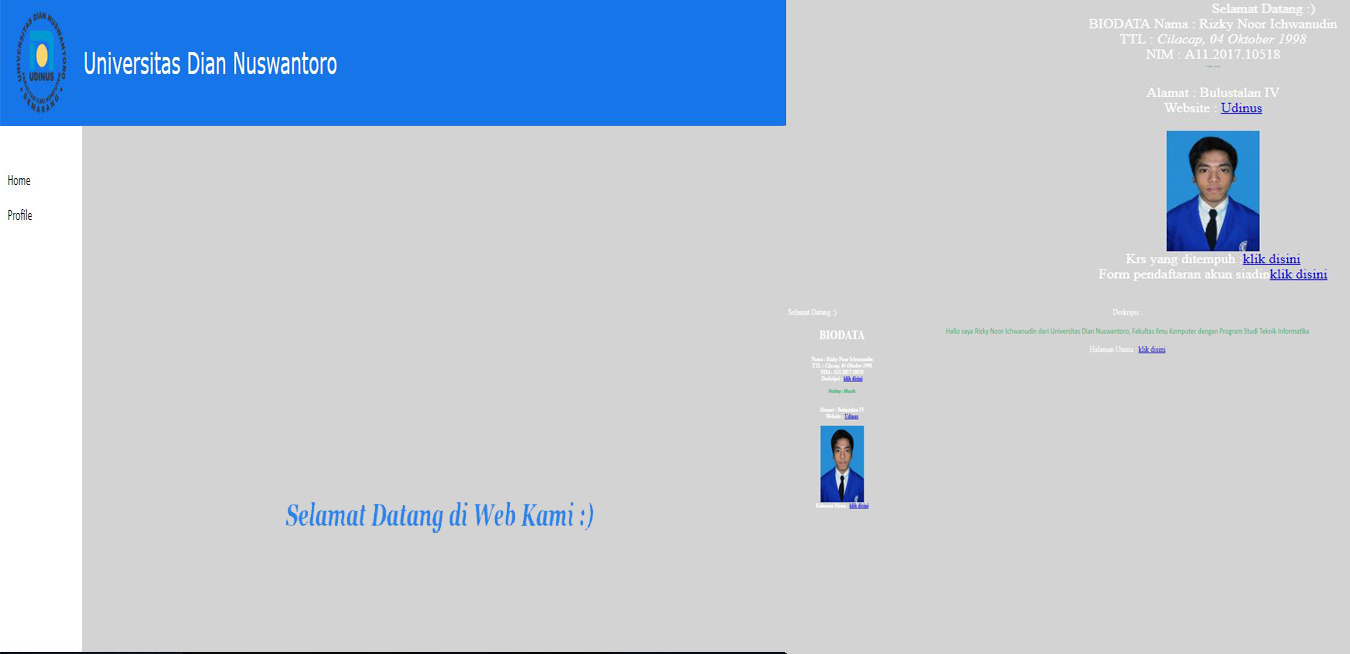 UNIVERSITAS DIAN NUSWANTORO
UDINUS
SEMARANG
Universitas Dian Nuswantoro
Home
Profile
Selamat Datang di Web Kami :)
Selamat Datang :)
BIODATA Nama : Rizky Noor Ichwanudin
TTL : Cilacap, 04 Oktober 1998
NIM : A11.2017.10518
Alamat : Bulustalan IV
Website : Udinus
Krs yang ditempuh : klik disini
Form pendaftaran akun siadin klik disini
Selamat Datang :)
BIODATA
Nama : Rizky Noor Ichwanudin
TTL : Cilacap, 04 Oktober 1998
NIM : A11.2017.10518
Deskripsi : klik disini
Hobby : Musik
Alamat : Bulustalan IV
Website : Udinus
Halaman Utama : klik disini
Deskripsi :
Hallo saya Rizky Noor Ichwanudin dari Universitas Dian Nuswantoro, Fakultas Ilmu Komputer dengan Program Studi Teknik Informatika
Halaman Utama : klik disini